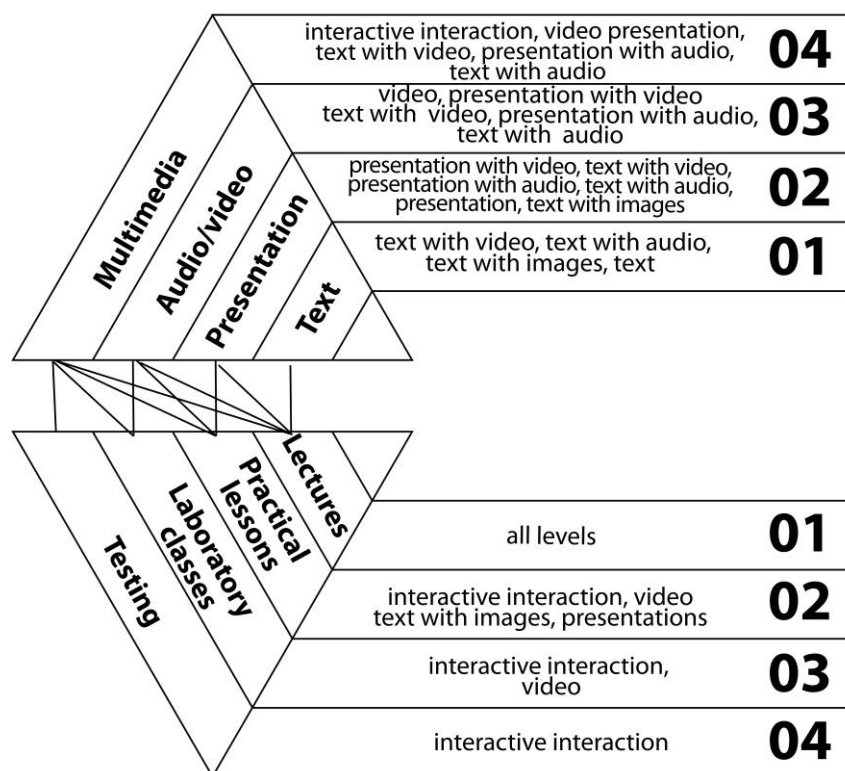 interactive interaction, video presentation,
text with video, presentation with audio,
text with audio
04
video, presentation with video
text with video, presentation with audio,
text with audio
03
presentation with video, text with video,
presentation with audio, text with audio,
presentation, text with images
02
text with video, text with audio,
text with images, text
01
Multimedia
Audio/video
Presentation
Text
Testing
Laboratory
classes
Practical
lessons
Lectures
all levels
01
interactive interaction, video
text with images, presentations
02
interactive interaction,
video
03
interactive interaction
04